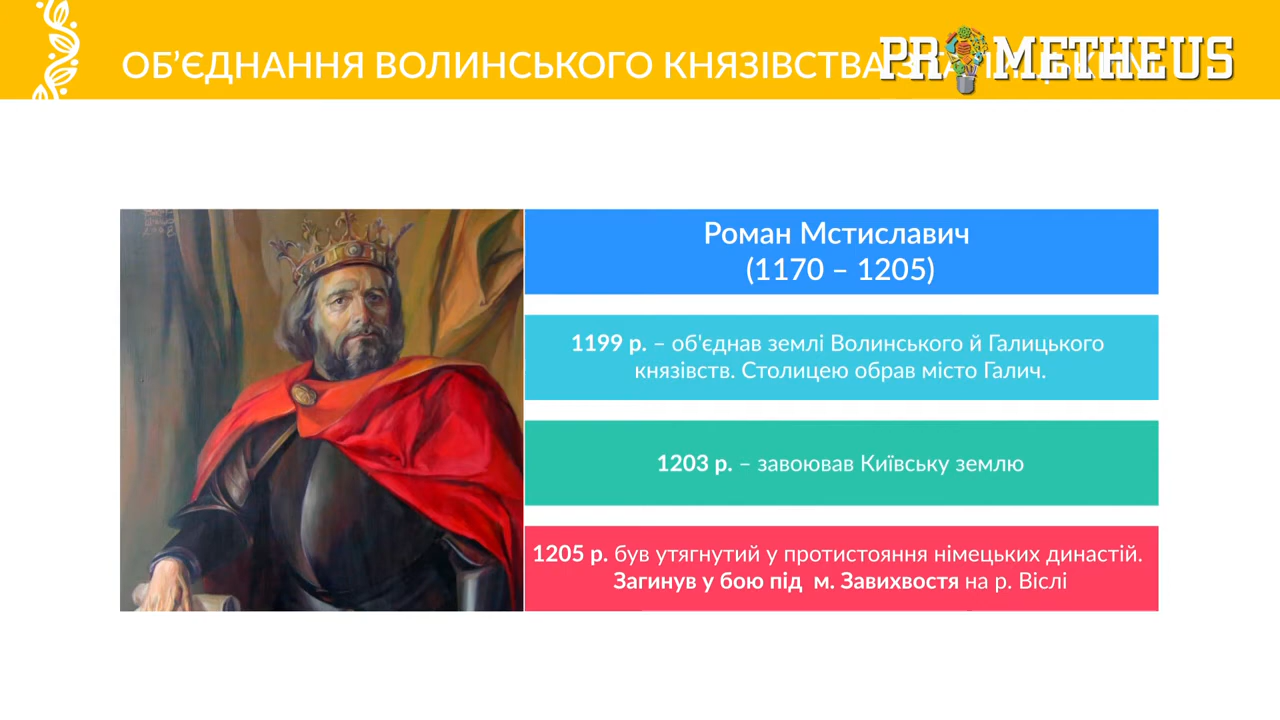 ОБ’ЄДНАННЯ ВОЛИНСЬКОГО КНЯЗІВСТВА З
PROMETHEUS
Роман Мстиславич
(1170 – 1205)
1199 р. – об'єднав землі Волинського й Галицького
князівств. Столицею обрав місто Галич.
1203 р. – завоював Київську землю
1205 р. був утягнутий у протистояння німецьких династій.
Загинув у бою під м. Завихвостя на р. Віслі